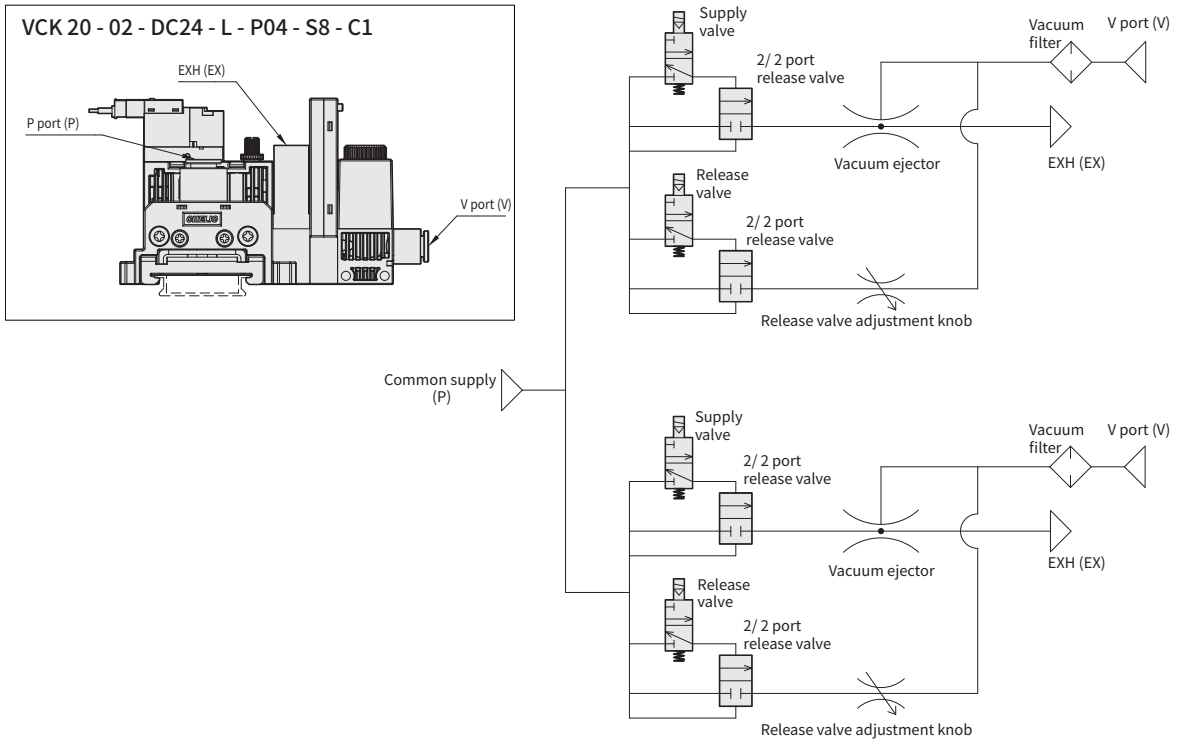 VCK 20 - 02 - DC24 - L - P04 - S8 - C1
EXH (EX)
P port (P)
V port (V)
Supply
valve
2/ 2 port
release valve
Vacuum
filter
V port (V)
Vacuum ejector
EXH (EX)
Release
valve
2/ 2 port
release valve
Release valve adjustment knob
Common supply
(P)
Supply
valve
2/ 2 port
release valve
Vacuum
filter
V port (V)
Vacuum ejector
EXH (EX)
Release
valve
2/ 2 port
release valve
Release valve adjustment knob